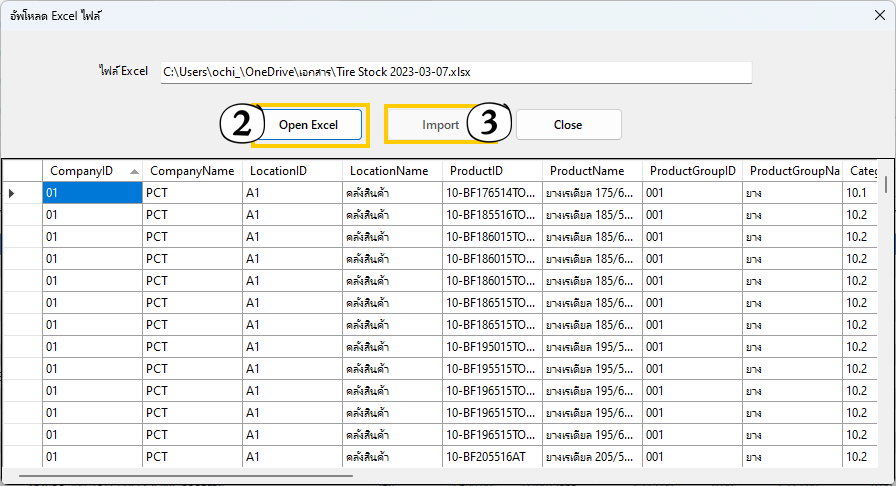 อัพโหลด Excel ไฟล์
ไฟล์ Excel C:\Users\ochi_\OneDrive\เอกสาร\Tire Stock 2023-03-07.xlsx
2 Open Excel Import 3 Close
CompanyID CompanyName LocationID LocationName ProductID ProductName ProductGroupID ProductGroupNa Categ
01 PCT A1 คลังสินค้า 10-BF176514TO... ยางเรเดียล 175/6... 001 ยาง 10.1
01 PCT A1 คลังสินค้า 10-BF185516TO... ยางเรเดียล 185/5... 001 ยาง 10.2
01 PCT A1 คลังสินค้า 10-BF186015TO... ยางเรเดียล 185/6... 001 ยาง 10.2
01 PCT A1 คลังสินค้า 10-BF186015TO... ยางเรเดียล 185/6... 001 ยาง 10.2
01 PCT A1 คลังสินค้า 10-BF186015TO... ยางเรเดียล 185/6... 001 ยาง 10.2
01 PCT A1 คลังสินค้า 10-BF186515TO... ยางเรเดียล 185/6... 001 ยาง 10.2
01 PCT A1 คลังสินค้า 10-BF186515TO... ยางเรเดียล 185/6... 001 ยาง 10.2
01 PCT A1 คลังสินค้า 10-BF195015TO... ยางเรเดียล 195/5... 001 ยาง 10.2
01 PCT A1 คลังสินค้า 10-BF195515TO... ยางเรเดียล 195/5... 001 ยาง 10.2
01 PCT A1 คลังสินค้า 10-BF196515TO... ยางเรเดียล 195/6... 001 ยาง 10.2
01 PCT A1 คลังสินค้า 10-BF196515TO... ยางเรเดียล 195/6... 001 ยาง 10.2
01 PCT A1 คลังสินค้า 10-BF196515TO... ยางเรเดียล 195/6... 001 ยาง 10.2
01 PCT A1 คลังสินค้า 10-BF205516AT ยางเรเดียล 205/5... 001 ยาง 10.2